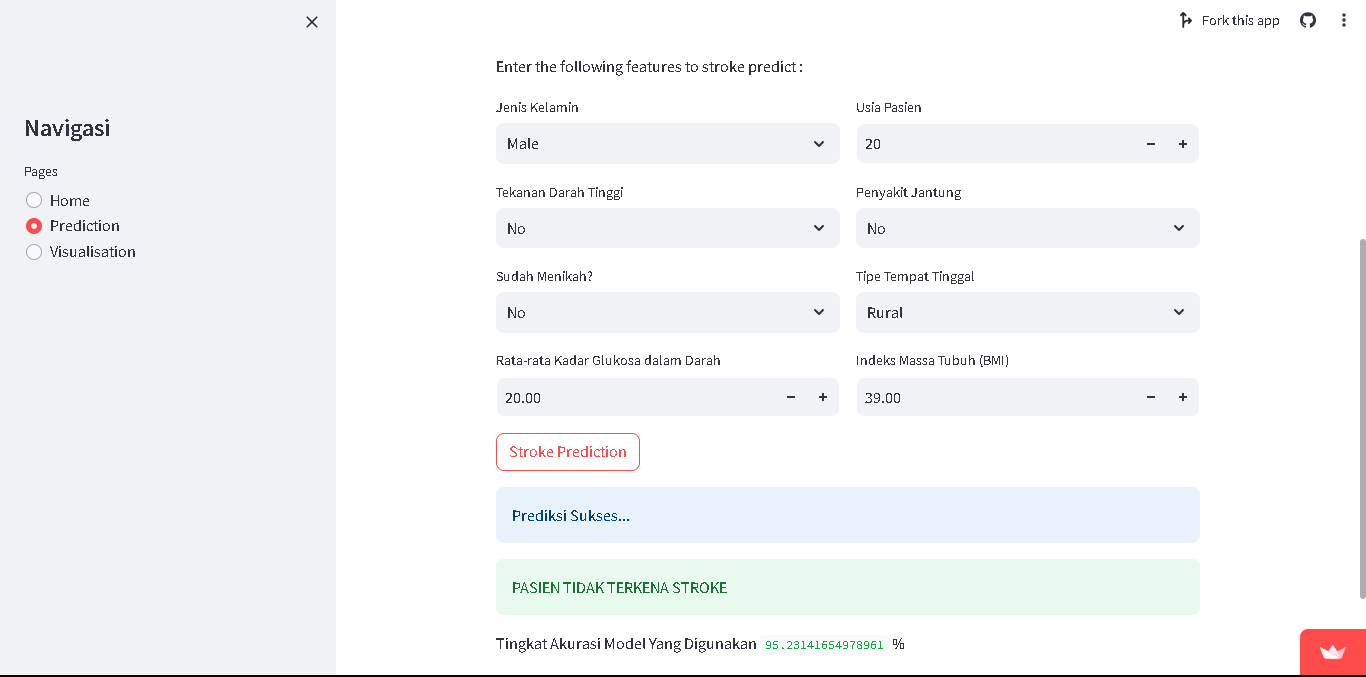 Fork this app
Navigasi
Pages
Home
Prediction
Visualisation
Enter the following features to stroke predict :
Jenis Kelamin
Male
Usia Pasien
20
Tekanan Darah Tinggi
No
Penyakit Jantung
No
Sudah Menikah?
No
Tipe Tempat Tinggal
Rural
Rata-rata Kadar Glukosa dalam Darah
20.00
Indeks Massa Tubuh (BMI)
39.00
Stroke Prediction
Prediksi Sukses...
PASIEN TIDAK TERKENA STROKE
Tingkat Akurasi Model Yang Digunakan 95.23141654978961 %